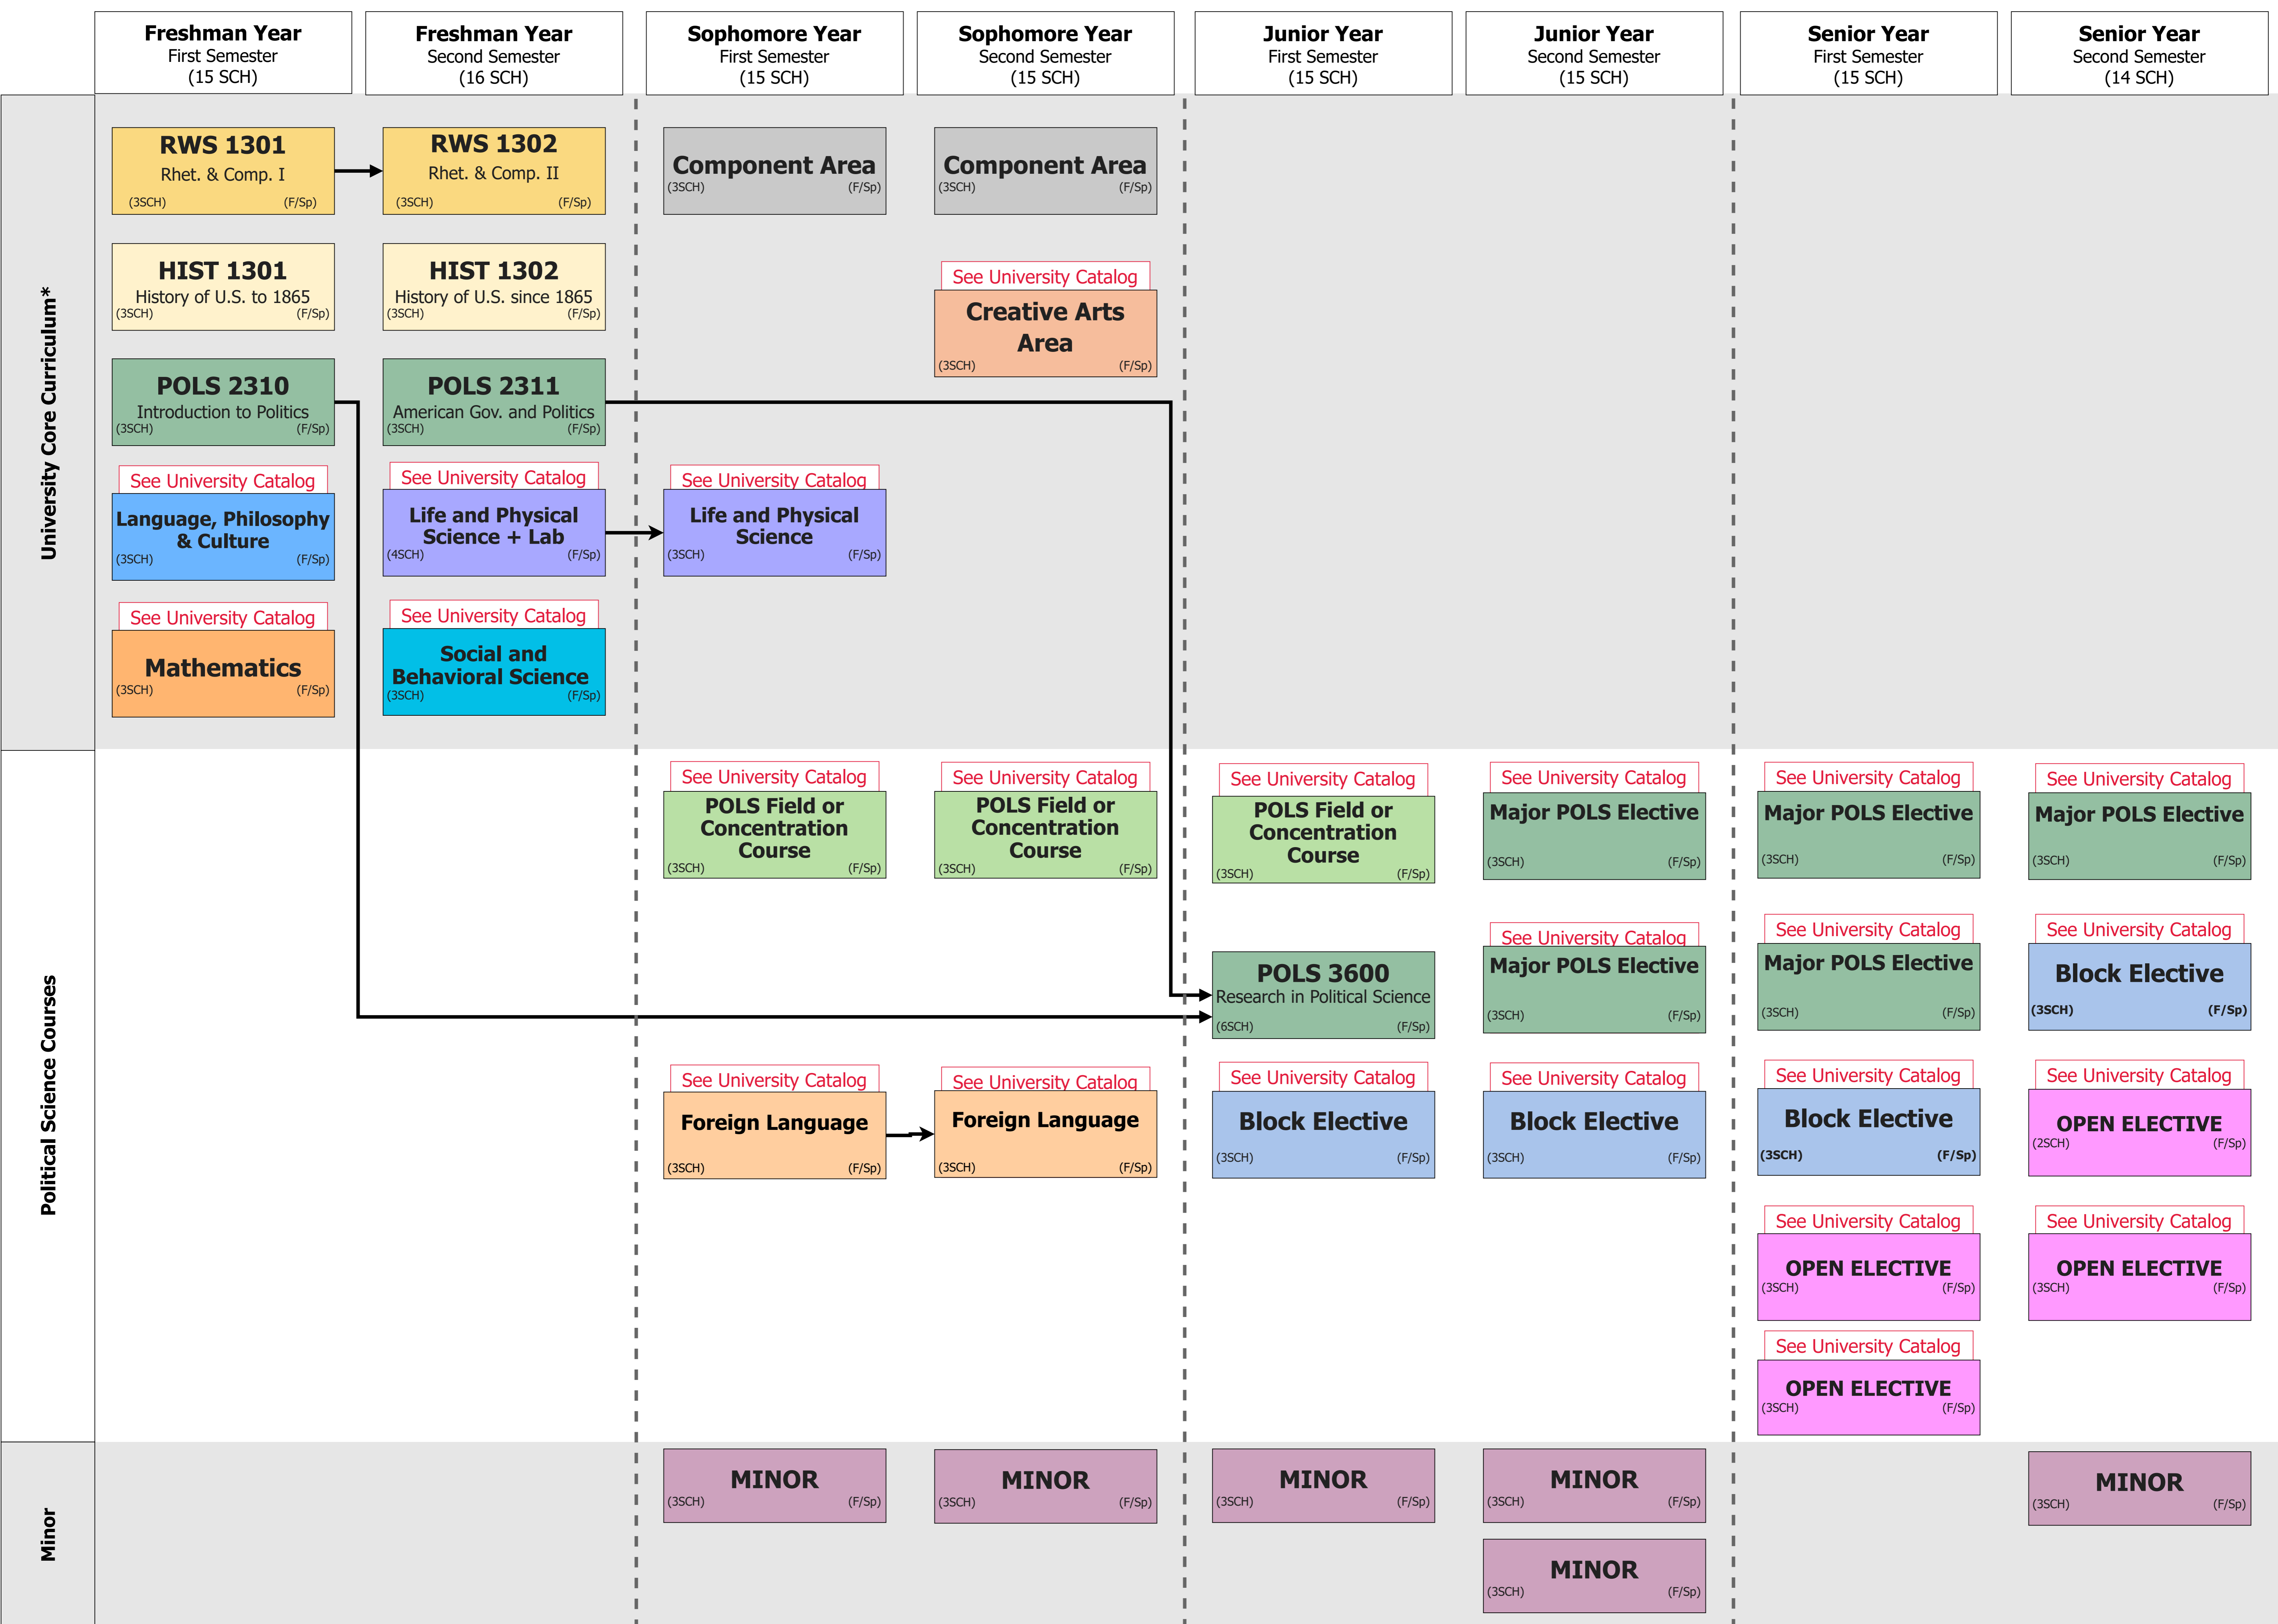 Freshman Year
First Semester
(15 SCH)
Freshman Year
Second Semester
(16 SCH)
Sophomore Year
First Semester
(15 SCH)
Sophomore Year
Second Semester
(15 SCH)
Junior Year
First Semester
(15 SCH)
Junior Year
Second Semester
(15 SCH)
Senior Year
First Semester
(15 SCH)
Senior Year
Second Semester
(14 SCH)
University Core Curriculum*
RWS 1301
Rhet. & Comp. I
(3SCH) (F/Sp)
RWS 1302
Rhet. & Comp. II
(3SCH) (F/Sp)
Component Area
(3SCH) (F/Sp)
Component Area
(3SCH) (F/Sp)
HIST 1301
History of U.S. to 1865
(3SCH) (F/Sp)
HIST 1302
History of U.S. since 1865
(3SCH) (F/Sp)
See University Catalog
Creative Arts
Area
(3SCH) (F/Sp)
POLS 2310
Introduction to Politics
(3SCH) (F/Sp)
POLS 2311
American Gov. and Politics
(3SCH) (F/Sp)
See University Catalog
Language, Philosophy
& Culture
(3SCH) (F/Sp)
See University Catalog
Life and Physical
Science + Lab
(4SCH) (F/Sp)
See University Catalog
Life and Physical
Science
(3SCH) (F/Sp)
See University Catalog
Mathematics
(3SCH) (F/Sp)
See University Catalog
Social and
Behavioral Science
(3SCH) (F/Sp)
Political Science Courses
See University Catalog
POLS Field or
Concentration
Course
(3SCH) (F/Sp)
See University Catalog
POLS Field or
Concentration
Course
(3SCH) (F/Sp)
See University Catalog
POLS Field or
Concentration
Course
(3SCH) (F/Sp)
See University Catalog
Major POLS Elective
(3SCH) (F/Sp)
See University Catalog
Major POLS Elective
(3SCH) (F/Sp)
See University Catalog
Major POLS Elective
(3SCH) (F/Sp)
POLS 3600
Research in Political Science
(6SCH) (F/Sp)
See University Catalog
Major POLS Elective
(3SCH) (F/Sp)
See University Catalog
Major POLS Elective
(3SCH) (F/Sp)
See University Catalog
Block Elective
(3SCH) (F/Sp)
See University Catalog
Foreign Language
(3SCH) (F/Sp)
See University Catalog
Foreign Language
(3SCH) (F/Sp)
See University Catalog
Block Elective
(3SCH) (F/Sp)
See University Catalog
Block Elective
(3SCH) (F/Sp)
See University Catalog
Block Elective
(3SCH) (F/Sp)
See University Catalog
OPEN ELECTIVE
(2SCH) (F/Sp)
See University Catalog
OPEN ELECTIVE
(3SCH) (F/Sp)
See University Catalog
OPEN ELECTIVE
(3SCH) (F/Sp)
See University Catalog
OPEN ELECTIVE
(3SCH) (F/Sp)
Minor
MINOR
(3SCH) (F/Sp)
MINOR
(3SCH) (F/Sp)
MINOR
(3SCH) (F/Sp)
MINOR
(3SCH) (F/Sp)
MINOR
(3SCH) (F/Sp)
MINOR
(3SCH) (F/Sp)